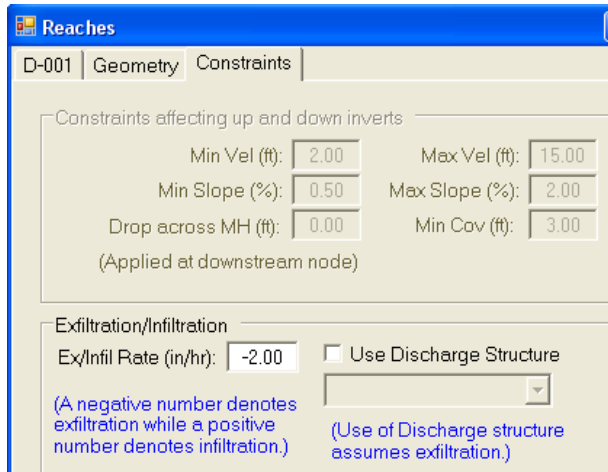 Reaches
D-001 Geometry Constraints
Constraints affecting up and down inverts
Min Vel (ft): 2.00 Max Vel (ft): 15.00
Min Slope (%): 0.50 Max Slope (%): 2.00
Drop across MH (ft): 0.00 Min Cov (ft): 3.00
(Applied at downstream node)
Exfiltration/Infiltration
Ex/Infil Rate (in/hr): -2.00 Use Discharge Structure
(A negative number denotes
exfiltration while a positive
number denotes infiltration.)
(Use of Discharge structure
assumes exfiltration.)